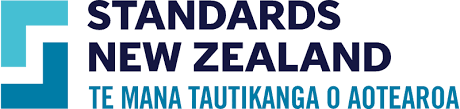 STANDARDS
NEW ZEALAND
TE MANA TAUTIKANGA O AOTEAROA